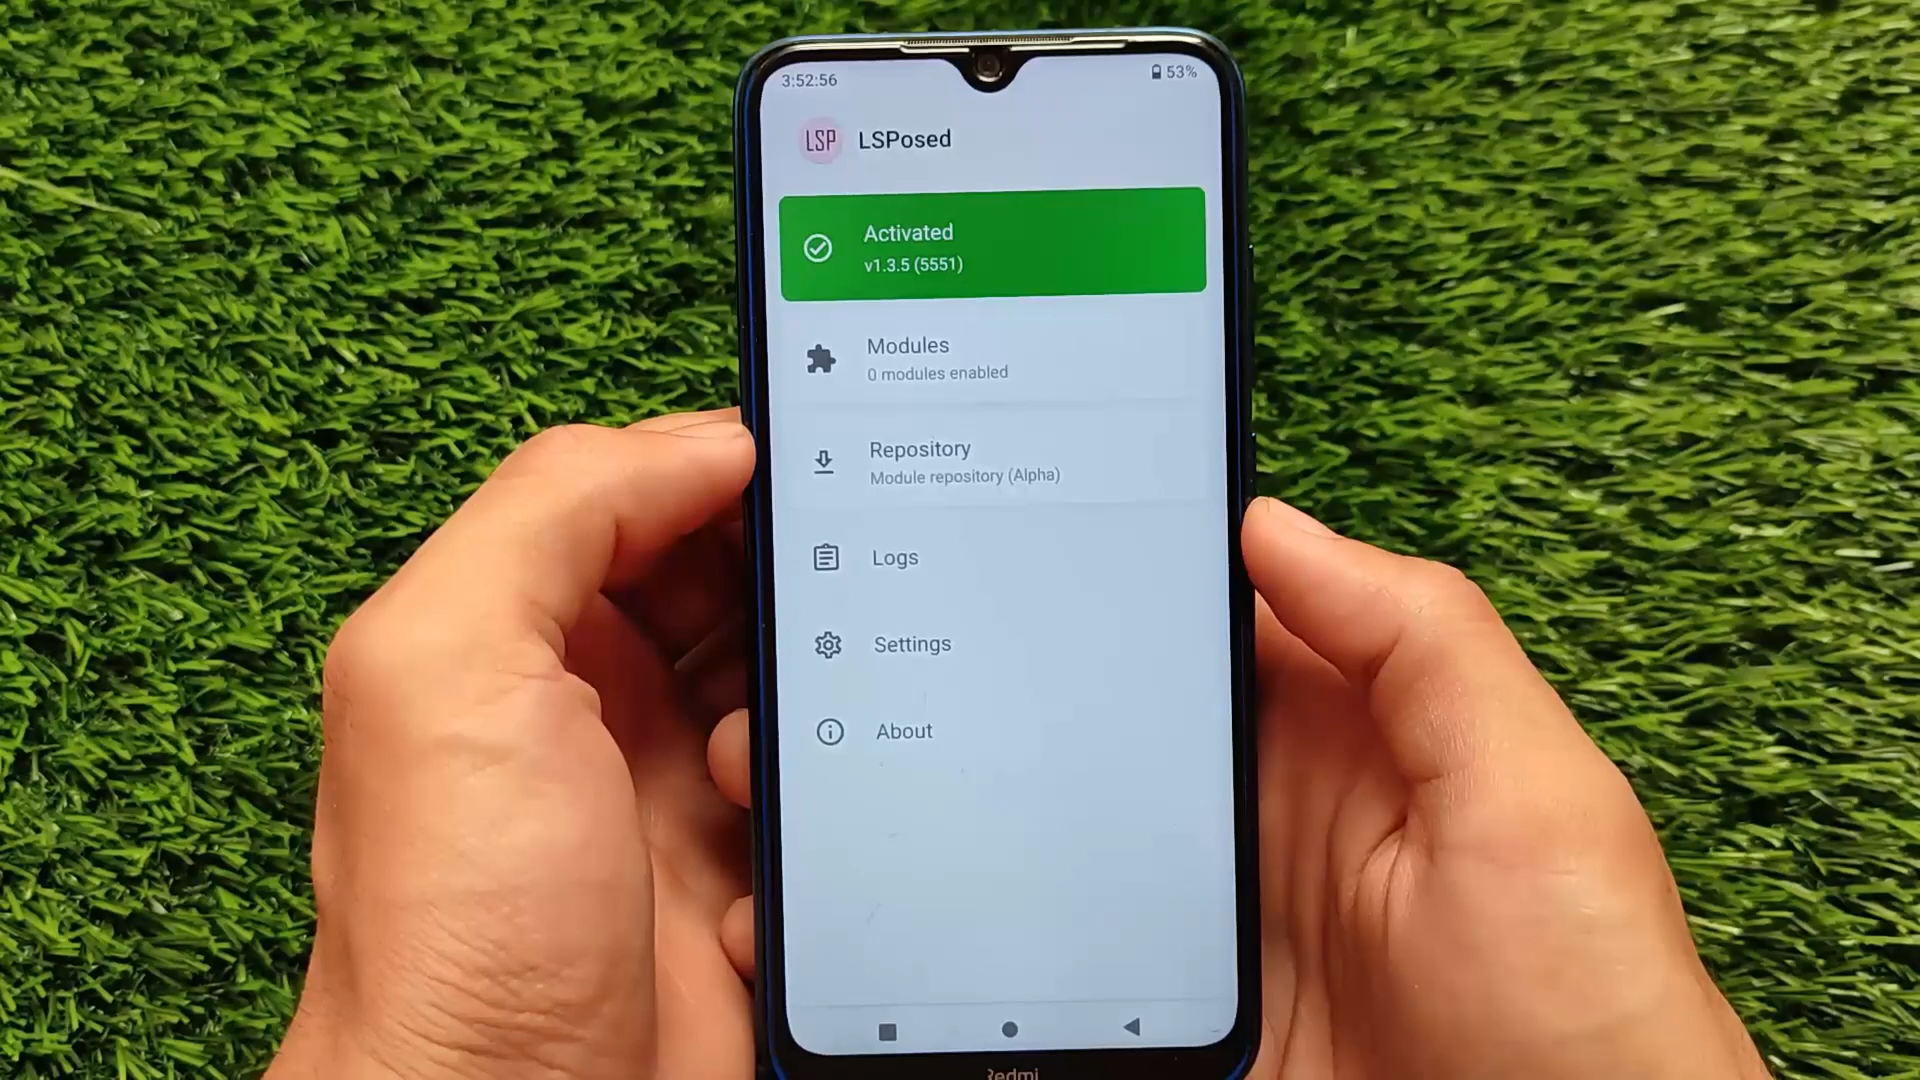 3:52:56
53%
LSP LSPosed
Activated
v1.3.5 (5551)
Modules
0 modules enabled
Repository
Module repository (Alpha)
Logs
Settings
About
Redmi